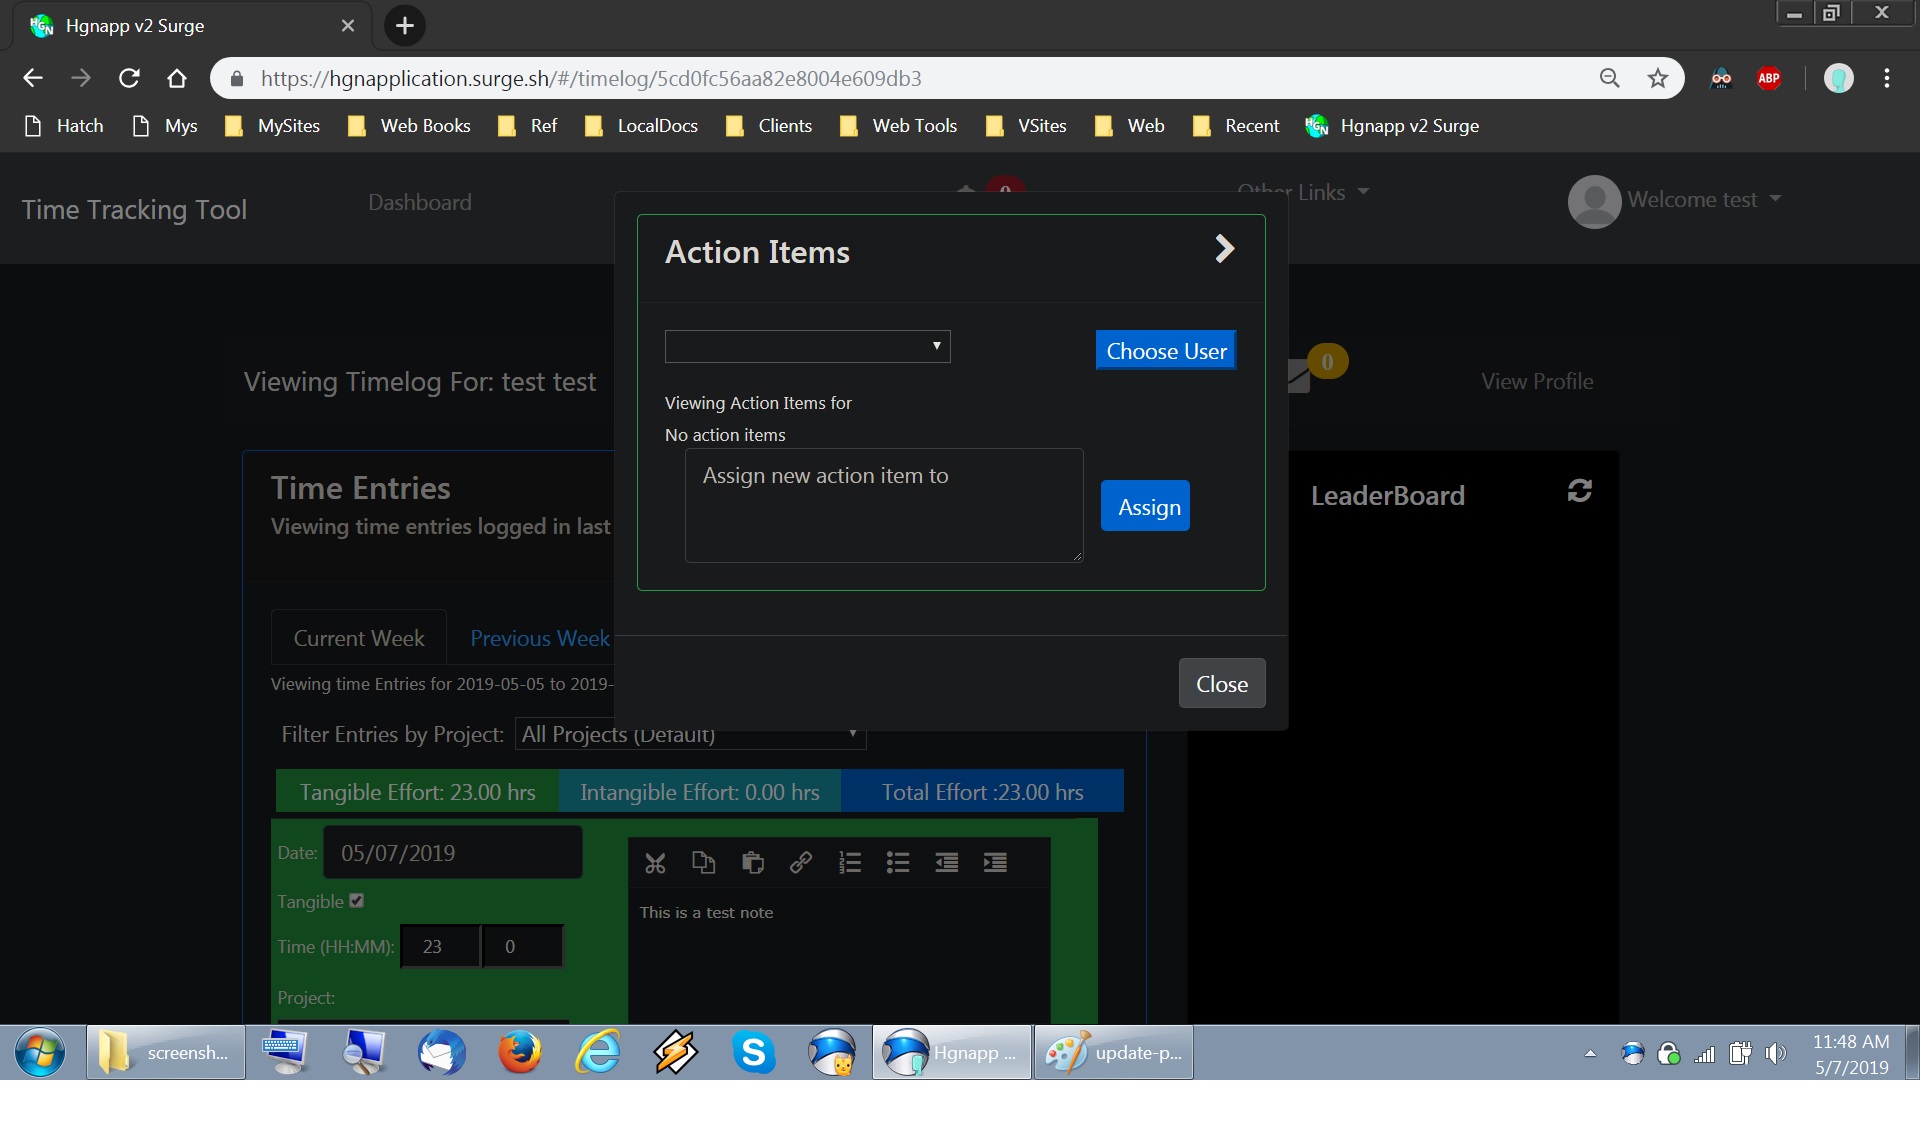 Hgnapp v2 Surge
https://hgnapplication.surge.sh/#/timelog/5cd0fc56aa82e8004e609db3
ABP
Hatch Mys MySites Web Books Ref LocalDocs Clients Web Tools VSites Web Recent HGN Hgnapp v2 Surge
Time Tracking Tool Dashboard 0 Other Links Welcome test
Action Items
Choose User
Viewing Timelog For: test test 0 View Profile
Viewing Action Items for
No action items
Assign new action item to
Assign
Time Entries
Viewing time entries logged in last
LeaderBoard
Current Week Previous Week
Close
Viewing time Entries for 2019-05-05 to 2019-
Filter Entries by Project: All Projects (Default)
Tangible Effort: 23.00 hrs Intangible Effort: 0.00 hrs Total Effort :23.00 hrs
Date: 05/07/2019
Tangible
This is a test note
Time (HH:MM): 23 0
Project:
screensh... Hgnapp ... update-p...
11:48 AM
5/7/2019